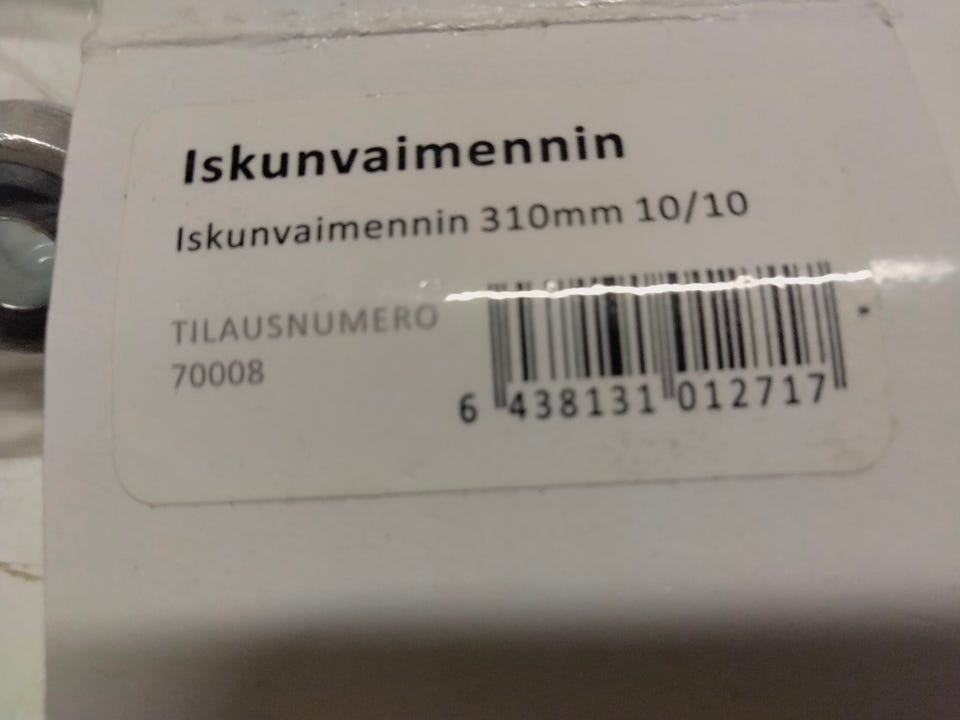 Iskunvaimennin
Iskunvaimennin 310mm 10/10
TILAUSNUMERO
70008
6 438131 012717